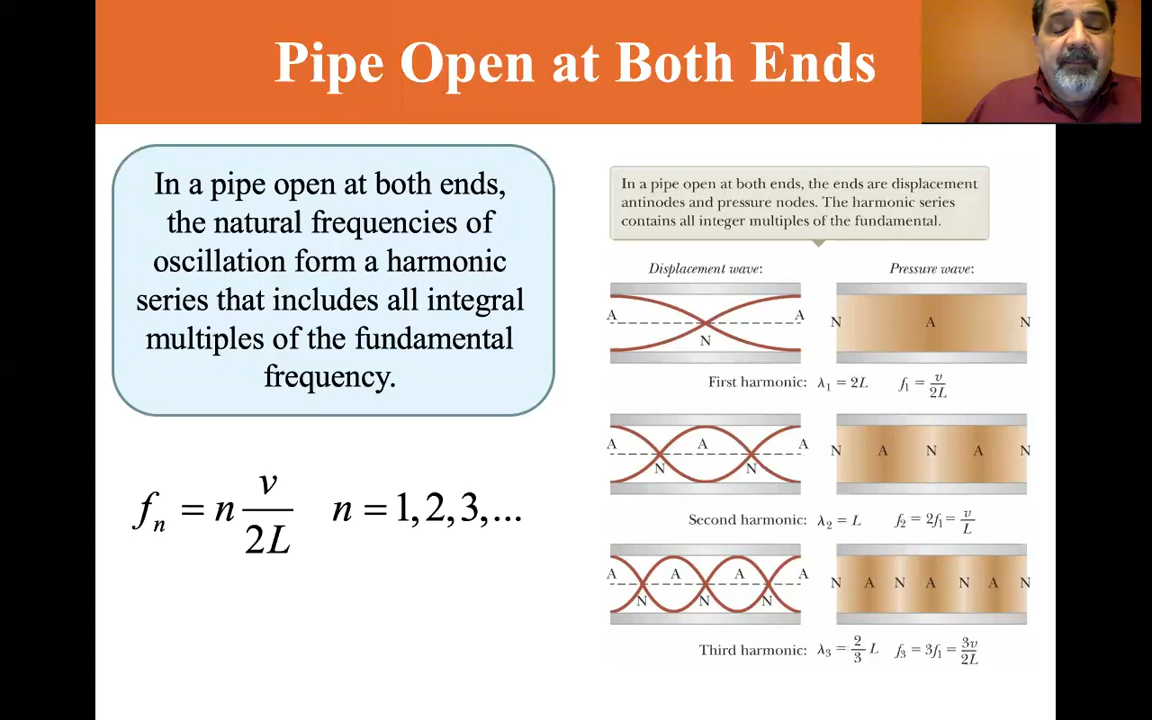 Pipe Open at Both Ends
In a pipe open at both ends,
the natural frequencies of
oscillation form a harmonic
series that includes all integral
multiples of the fundamental
frequency.
fₙ = n v/2L   n = 1, 2, 3, ...
In a pipe open at both ends, the ends are displacement
antinodes and pressure nodes. The harmonic series
contains all integer multiples of the fundamental.
Displacement wave: Pressure wave:
A A N A N
N
First harmonic: λ₁ = 2L f₁ = v/2L
A A A N A N A N
N N
Second harmonic: λ₂ = L f₂ = 2f₁ = v/L
A A A A N A N A N A N
N N N
Third harmonic: λ₃ = 2/3 L f₃ = 3f₁ = 3v/2L